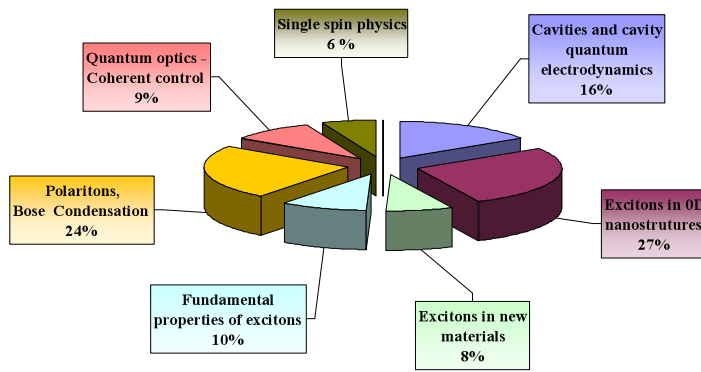 Single spin physics
6 %
Cavities and cavity
quantum
electrodynamics
16%
Quantum optics -
Coherent control
9%
Polaritons,
Bose Condensation
24%
Excitons in 0D
nanostrutures
27%
Fundamental
properties of excitons
10%
Excitons in new
materials
8%